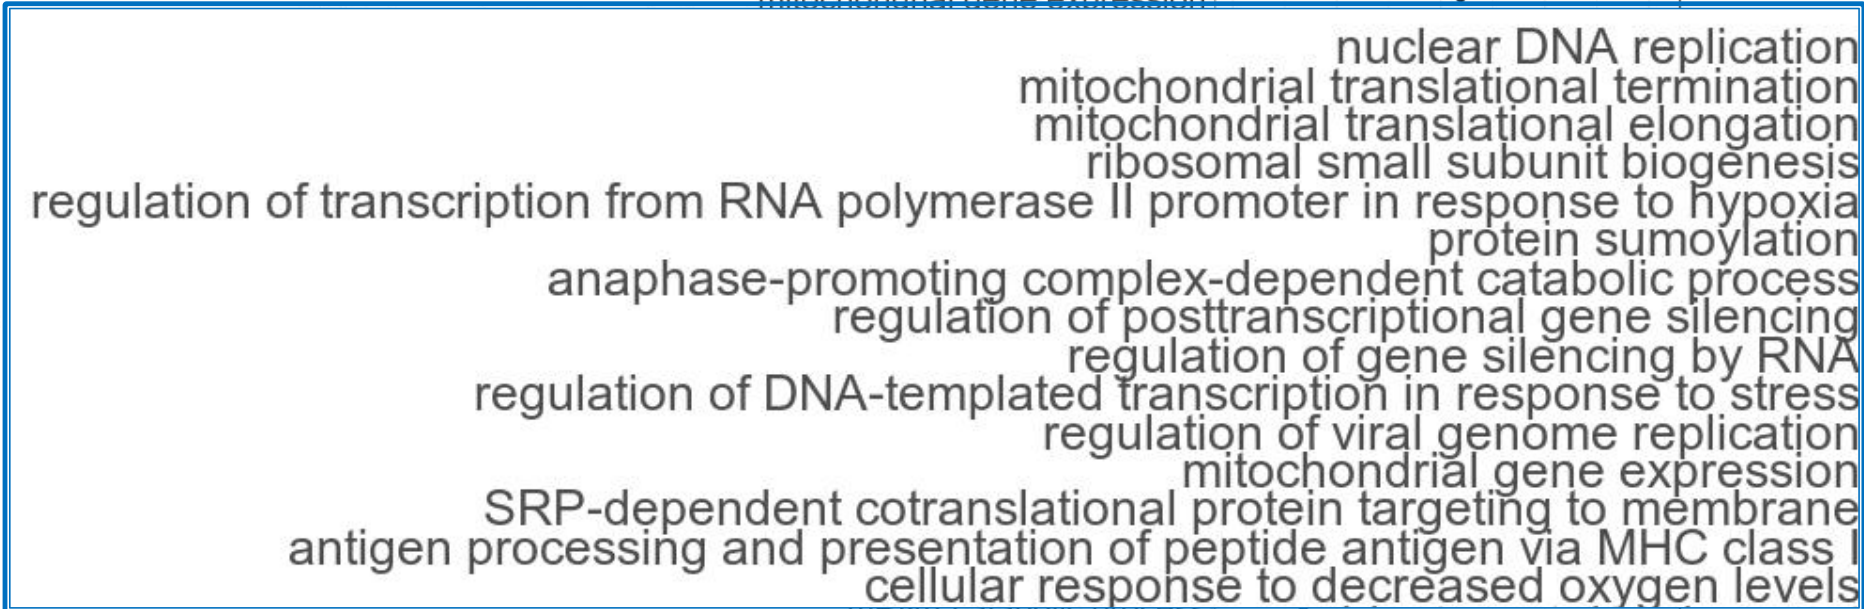 mitochondrial gene expression
nuclear DNA replication
mitochondrial translational termination
mitochondrial translational elongation
ribosomal small subunit biogenesis
regulation of transcription from RNA polymerase II promoter in response to hypoxia
protein sumoylation
anaphase-promoting complex-dependent catabolic process
regulation of posttranscriptional gene silencing
regulation of gene silencing by RNA
regulation of DNA-templated transcription in response to stress
regulation of viral genome replication
mitochondrial gene expression
SRP-dependent cotranslational protein targeting to membrane
antigen processing and presentation of peptide antigen via MHC class I
cellular response to decreased oxygen levels